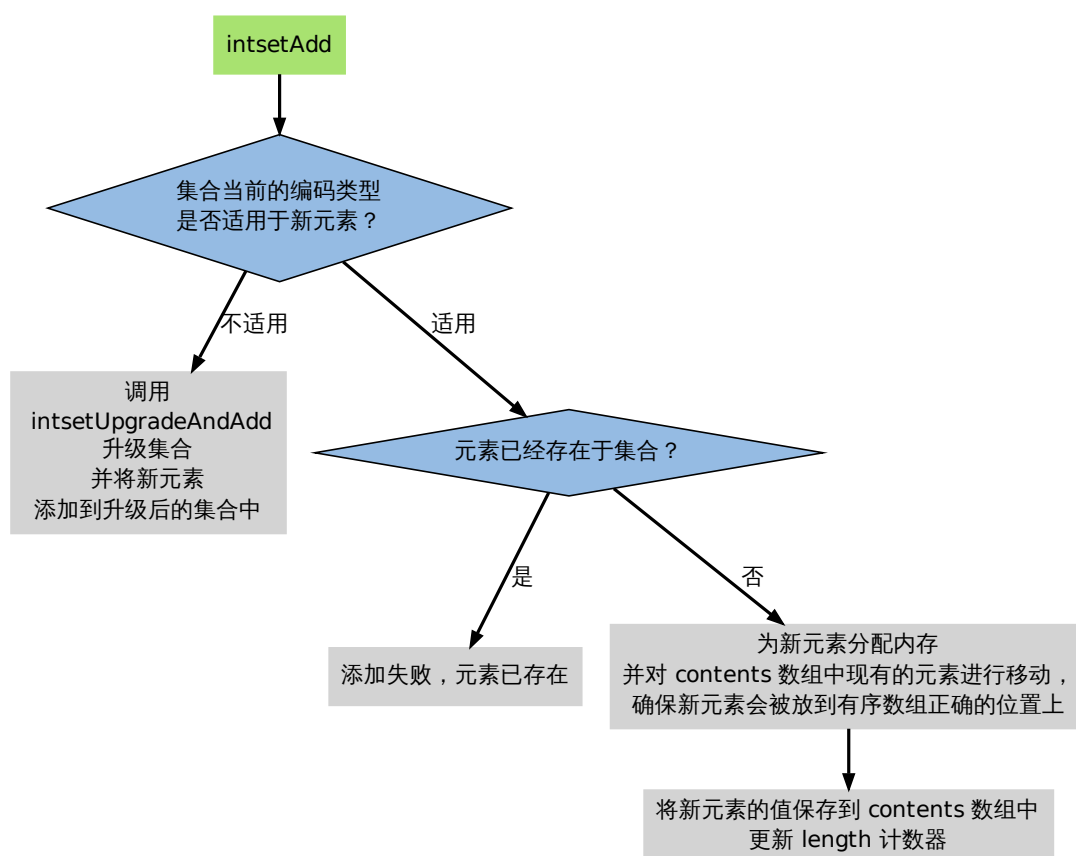 intsetAdd
集合当前的编码类型
是否适用于新元素？
不适用
适用
调用
intsetUpgradeAndAdd
升级集合
并将新元素
添加到升级后的集合中
元素已经存在于集合？
是
否
添加失败，元素已存在
为新元素分配内存
并对 contents 数组中现有的元素进行移动，
确保新元素会被放到有序数组正确的位置上
将新元素的值保存到 contents 数组中
更新 length 计数器